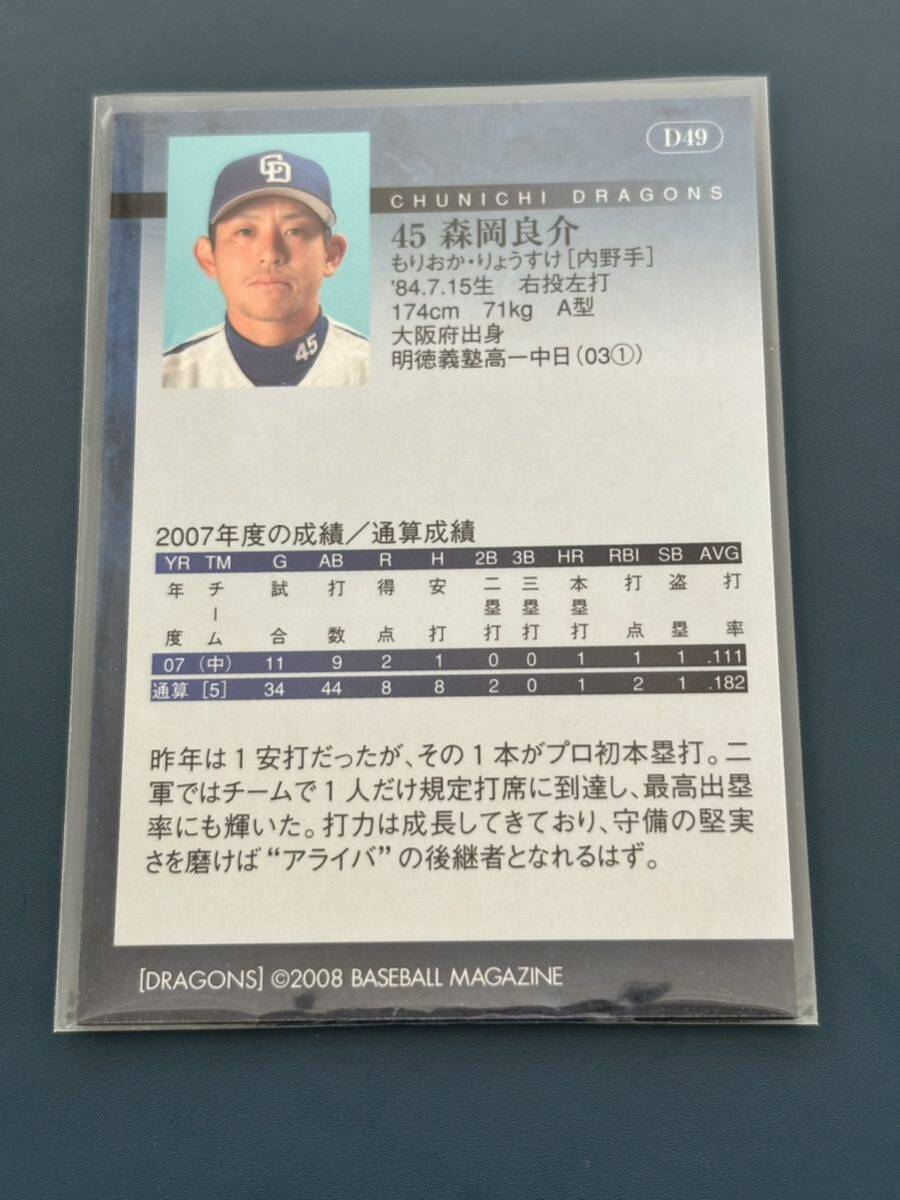 D49
CHUNICHI DRAGONS
45 森岡良介
もりおか・りょうすけ[内野手]
'84.7.15生 右投左打
174cm 71kg A型
大阪府出身
明徳義塾高ー中日(03①)
CD
45
2007年度の成績／通算成績
YR TM G AB R H 2B 3B HR RBI SB AVG
年度 チーム 試合 打数 得点 安打 二塁打 三塁打 本塁打 打点 盗塁 打率
07 (中) 11 9 2 1 0 0 1 1 1 .111
通算 [5] 34 44 8 8 2 0 1 2 1 .182
昨年は1安打だったが、その1本がプロ初本塁打。二
軍ではチームで1人だけ規定打席に到達し、最高出塁
率にも輝いた。打力は成長してきており、守備の堅実
さを磨けば“アライバ”の後継者となれるはず。
[DRAGONS] ©2008 BASEBALL MAGAZINE